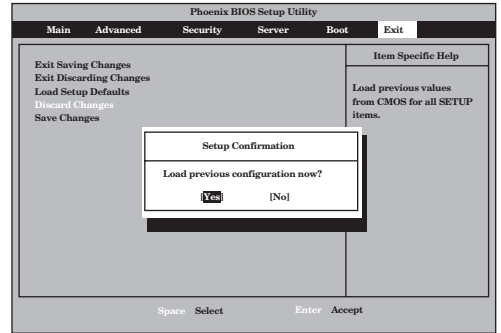 Phoenix BIOS Setup Utility
Main Advanced Security Server Boot Exit
Exit Saving Changes
Exit Discarding Changes
Load Setup Defaults
Discard Changes
Save Changes
Item Specific Help
Load previous values
from CMOS for all SETUP
items.
Setup Confirmation
Load previous configuration now?
[Yes] [No]
Space Select Enter Accept